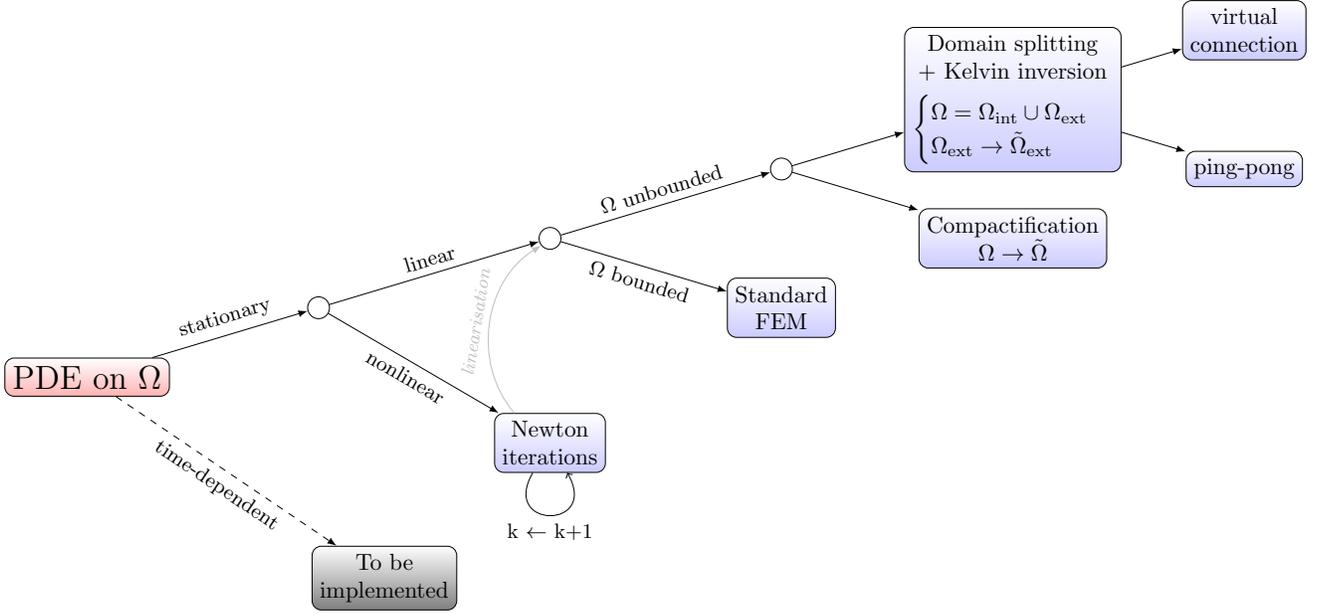 PDE on Ω
stationary
time-dependent
To be
implemented
linear
nonlinear
Newton
iterations
k ← k+1
linearisation
Ω unbounded
Ω bounded
Standard
FEM
Domain splitting
+ Kelvin inversion
Ω = Ω_int ∪ Ω_ext
Ω_ext → Ω̃_ext
Compactification
Ω → Ω̃
virtual
connection
ping-pong